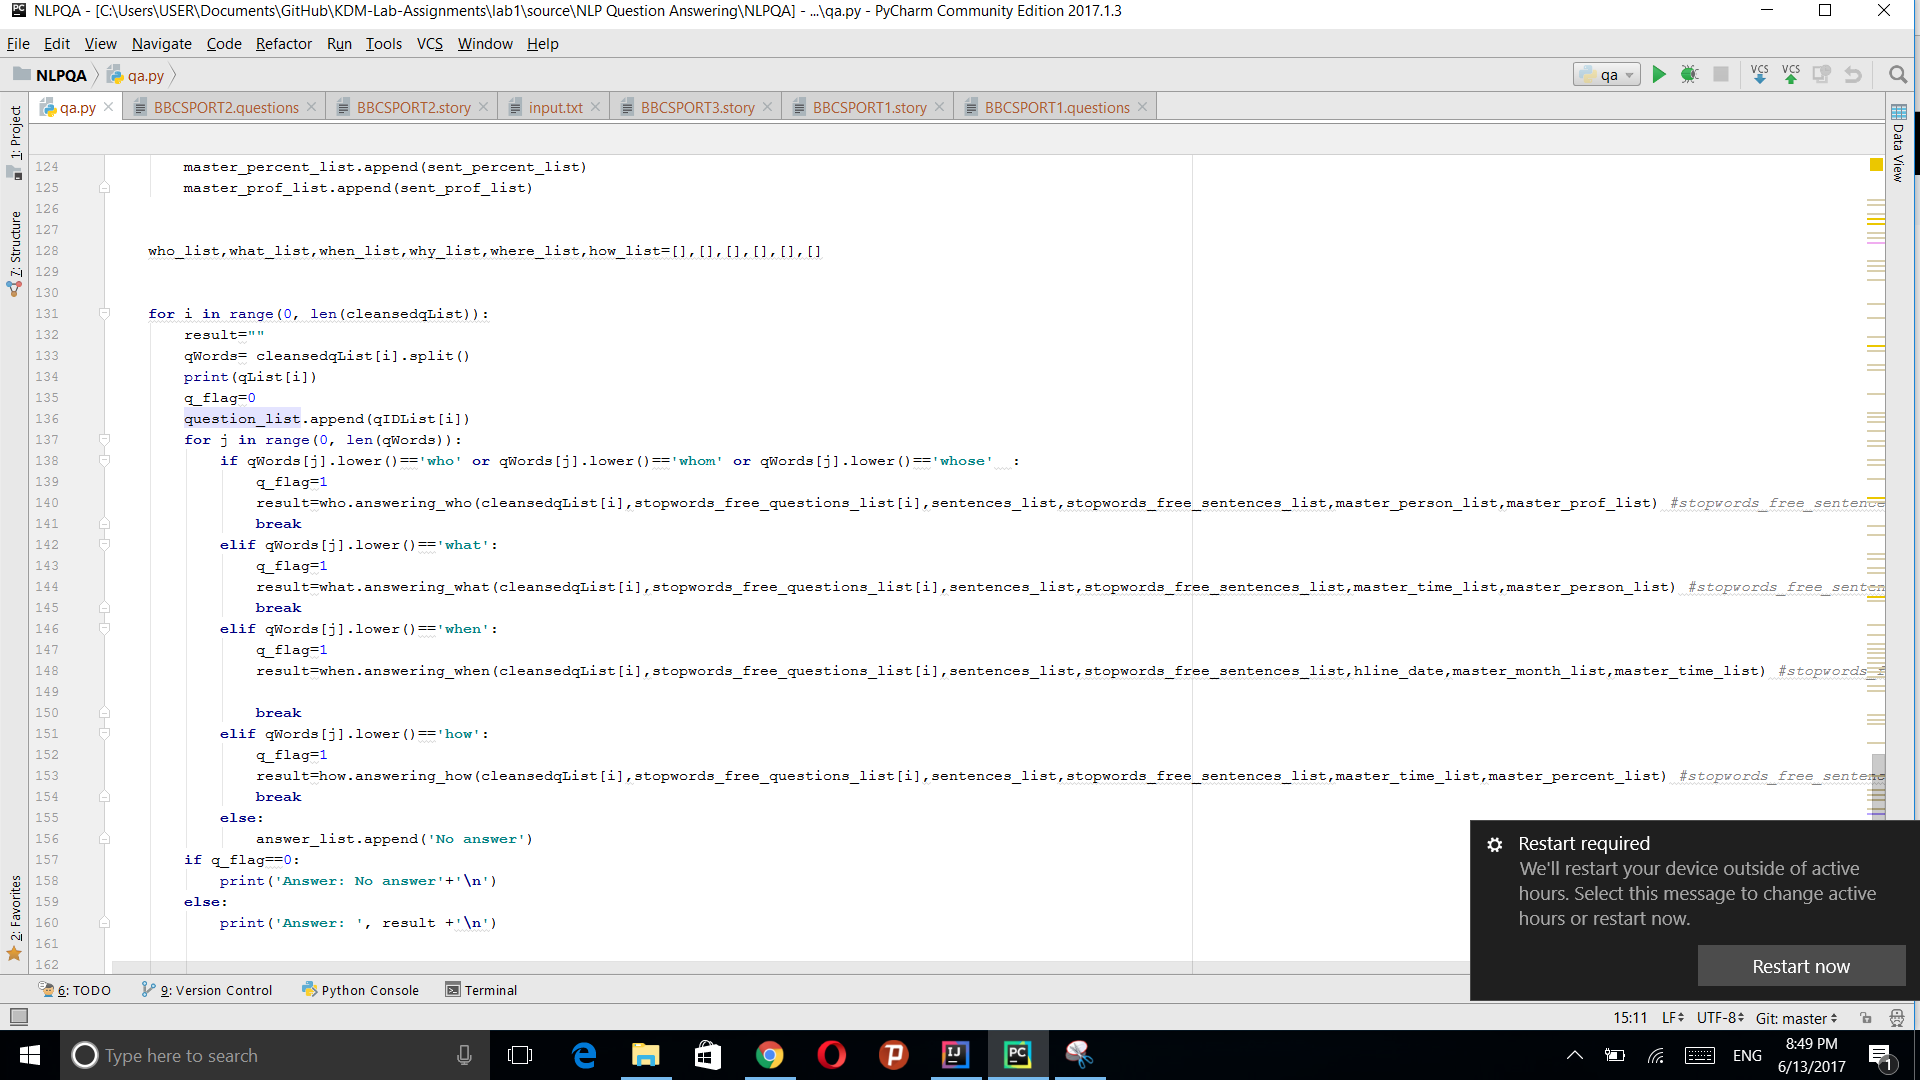 NLPQA - [C:\Users\USER\Documents\GitHub\KDM-Lab-Assignments\lab1\source\NLP Question Answering\NLPQA] - ...\qa.py - PyCharm Community Edition 2017.1.3
File Edit View Navigate Code Refactor Run Tools VCS Window Help
NLPQA qa.py qa VCS VCS
qa.py BBCSPORT2.questions BBCSPORT2.story input.txt BBCSPORT3.story BBCSPORT1.story BBCSPORT1.questions
1: Project
7: Structure
2: Favorites
Data View
124 master_percent_list.append(sent_percent_list)
125 master_prof_list.append(sent_prof_list)
126
127
128 who_list,what_list,when_list,why_list,where_list,how_list=[],[],[],[],[],[]
129
130
131 for i in range(0, len(cleansedqList)):
132 result=""
133 qWords= cleansedqList[i].split()
134 print(qList[i])
135 q_flag=0
136 question_list.append(qIDList[i])
137 for j in range(0, len(qWords)):
138 if qWords[j].lower()=='who' or qWords[j].lower()=='whom' or qWords[j].lower()=='whose' :
139 q_flag=1
140 result=who.answering_who(cleansedqList[i],stopwords_free_questions_list[i],sentences_list,stopwords_free_sentences_list,master_person_list,master_prof_list) #stopwords_free_sentence
141 break
142 elif qWords[j].lower()=='what':
143 q_flag=1
144 result=what.answering_what(cleansedqList[i],stopwords_free_questions_list[i],sentences_list,stopwords_free_sentences_list,master_time_list,master_person_list) #stopwords_free_senten
145 break
146 elif qWords[j].lower()=='when':
147 q_flag=1
148 result=when.answering_when(cleansedqList[i],stopwords_free_questions_list[i],sentences_list,stopwords_free_sentences_list,hline_date,master_month_list,master_time_list) #stopwords_f
149
150 break
151 elif qWords[j].lower()=='how':
152 q_flag=1
153 result=how.answering_how(cleansedqList[i],stopwords_free_questions_list[i],sentences_list,stopwords_free_sentences_list,master_time_list,master_percent_list) #stopwords_free_sentenc
154 break
155 else:
156 answer_list.append('No answer')
157 if q_flag==0:
158 print('Answer: No answer'+'\n')
159 else:
160 print('Answer: ', result +'\n')
161
162
Restart required
We'll restart your device outside of active
hours. Select this message to change active
hours or restart now.
Restart now
6: TODO 9: Version Control Python Console Terminal
15:11 LF UTF-8 Git: master
Type here to search
ENG
8:49 PM
6/13/2017
1